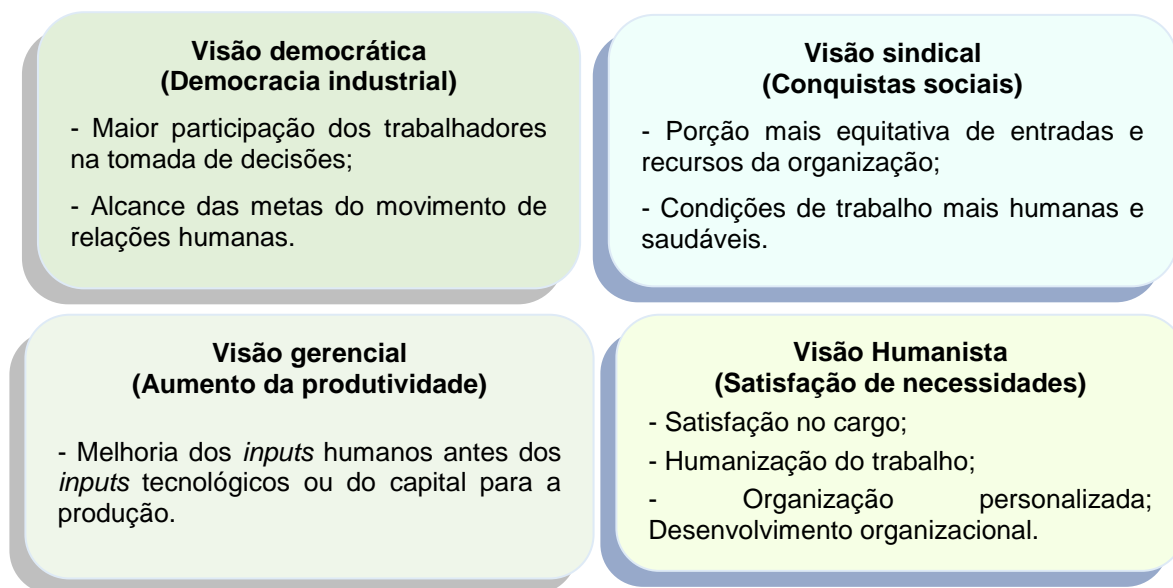 Visão democrática
(Democracia industrial)
- Maior participação dos trabalhadores
na tomada de decisões;
- Alcance das metas do movimento de
relações humanas.
Visão sindical
(Conquistas sociais)
- Porção mais equitativa de entradas e
recursos da organização;
- Condições de trabalho mais humanas e
saudáveis.
Visão gerencial
(Aumento da produtividade)
- Melhoria dos inputs humanos antes dos
inputs tecnológicos ou do capital para a
produção.
Visão Humanista
(Satisfação de necessidades)
- Satisfação no cargo;
- Humanização do trabalho;
- Organização personalizada;
Desenvolvimento organizacional.